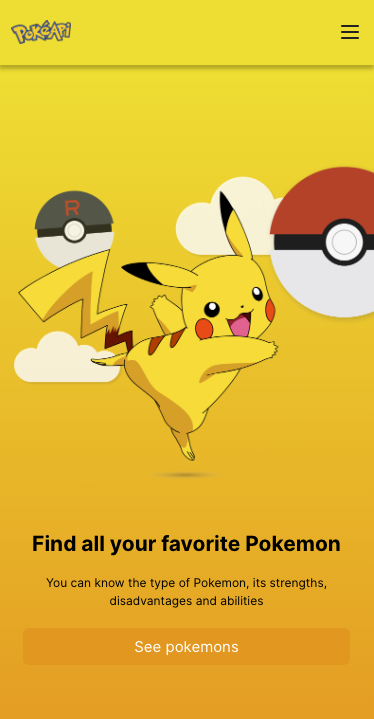 PokéApi
R
Find all your favorite Pokemon
You can know the type of Pokemon, its strengths,
disadvantages and abilities
See pokemons